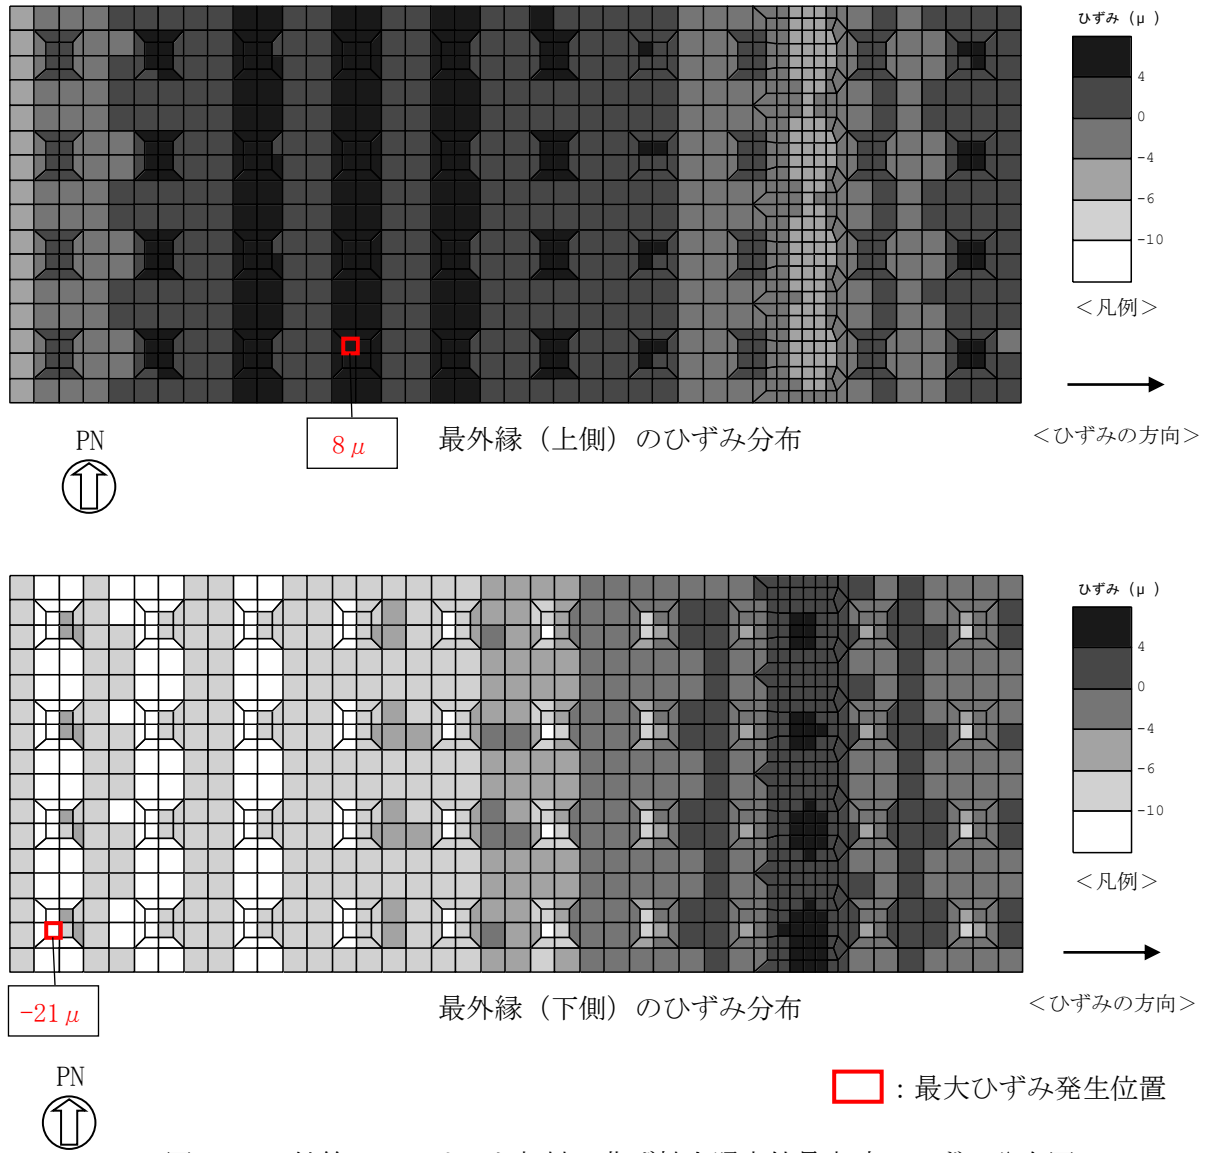 ひずみ (μ )
4
0
-4
-6
-10
＜凡例＞
＜ひずみの方向＞
8μ
最外縁（上側）のひずみ分布
PN
ひずみ (μ )
4
0
-4
-6
-10
＜凡例＞
＜ひずみの方向＞
-21μ
最外縁（下側）のひずみ分布
PN
：最大ひずみ発生位置